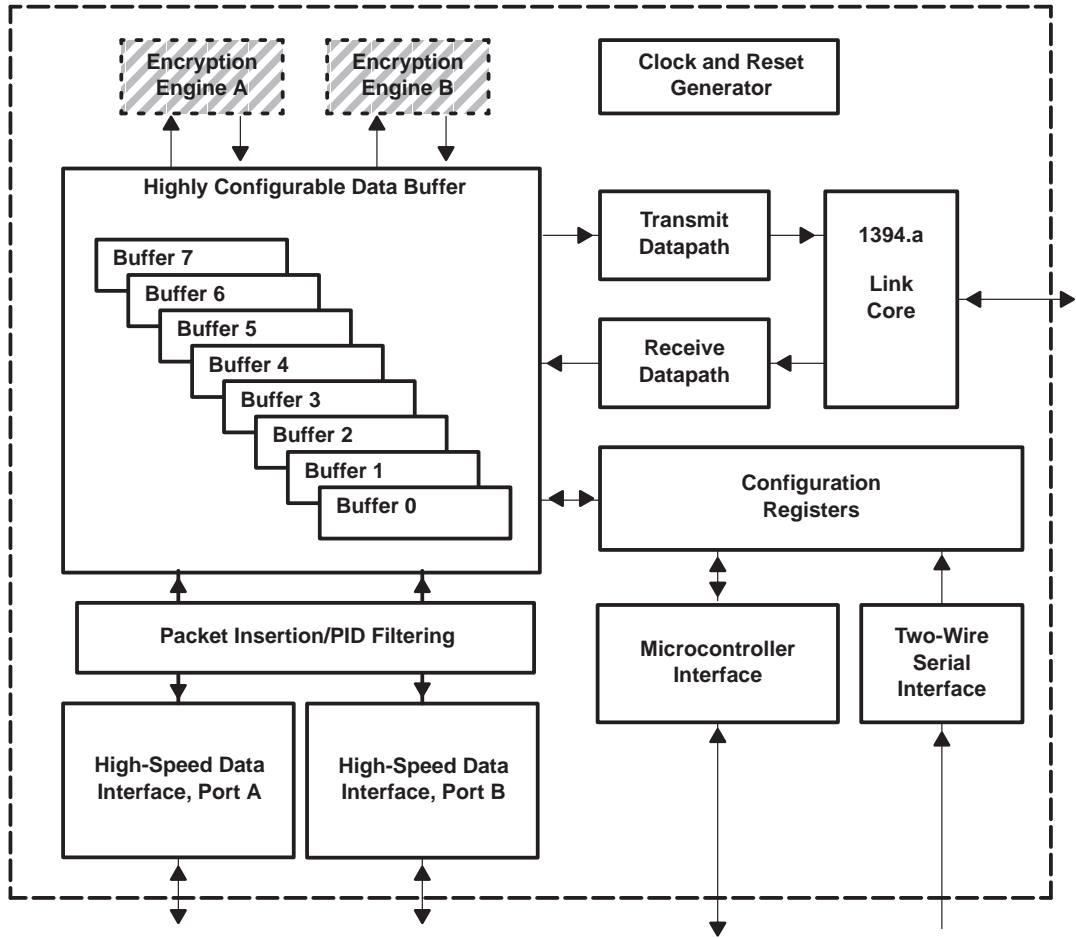 Encryption
Engine A
Encryption
Engine B
Clock and Reset
Generator
Highly Configurable Data Buffer
Buffer 7
Buffer 6
Buffer 5
Buffer 4
Buffer 3
Buffer 2
Buffer 1
Buffer 0
Transmit
Datapath
1394.a
Link
Core
Receive
Datapath
Configuration
Registers
Packet Insertion/PID Filtering
Microcontroller
Interface
Two-Wire
Serial
Interface
High-Speed Data
Interface, Port A
High-Speed Data
Interface, Port B